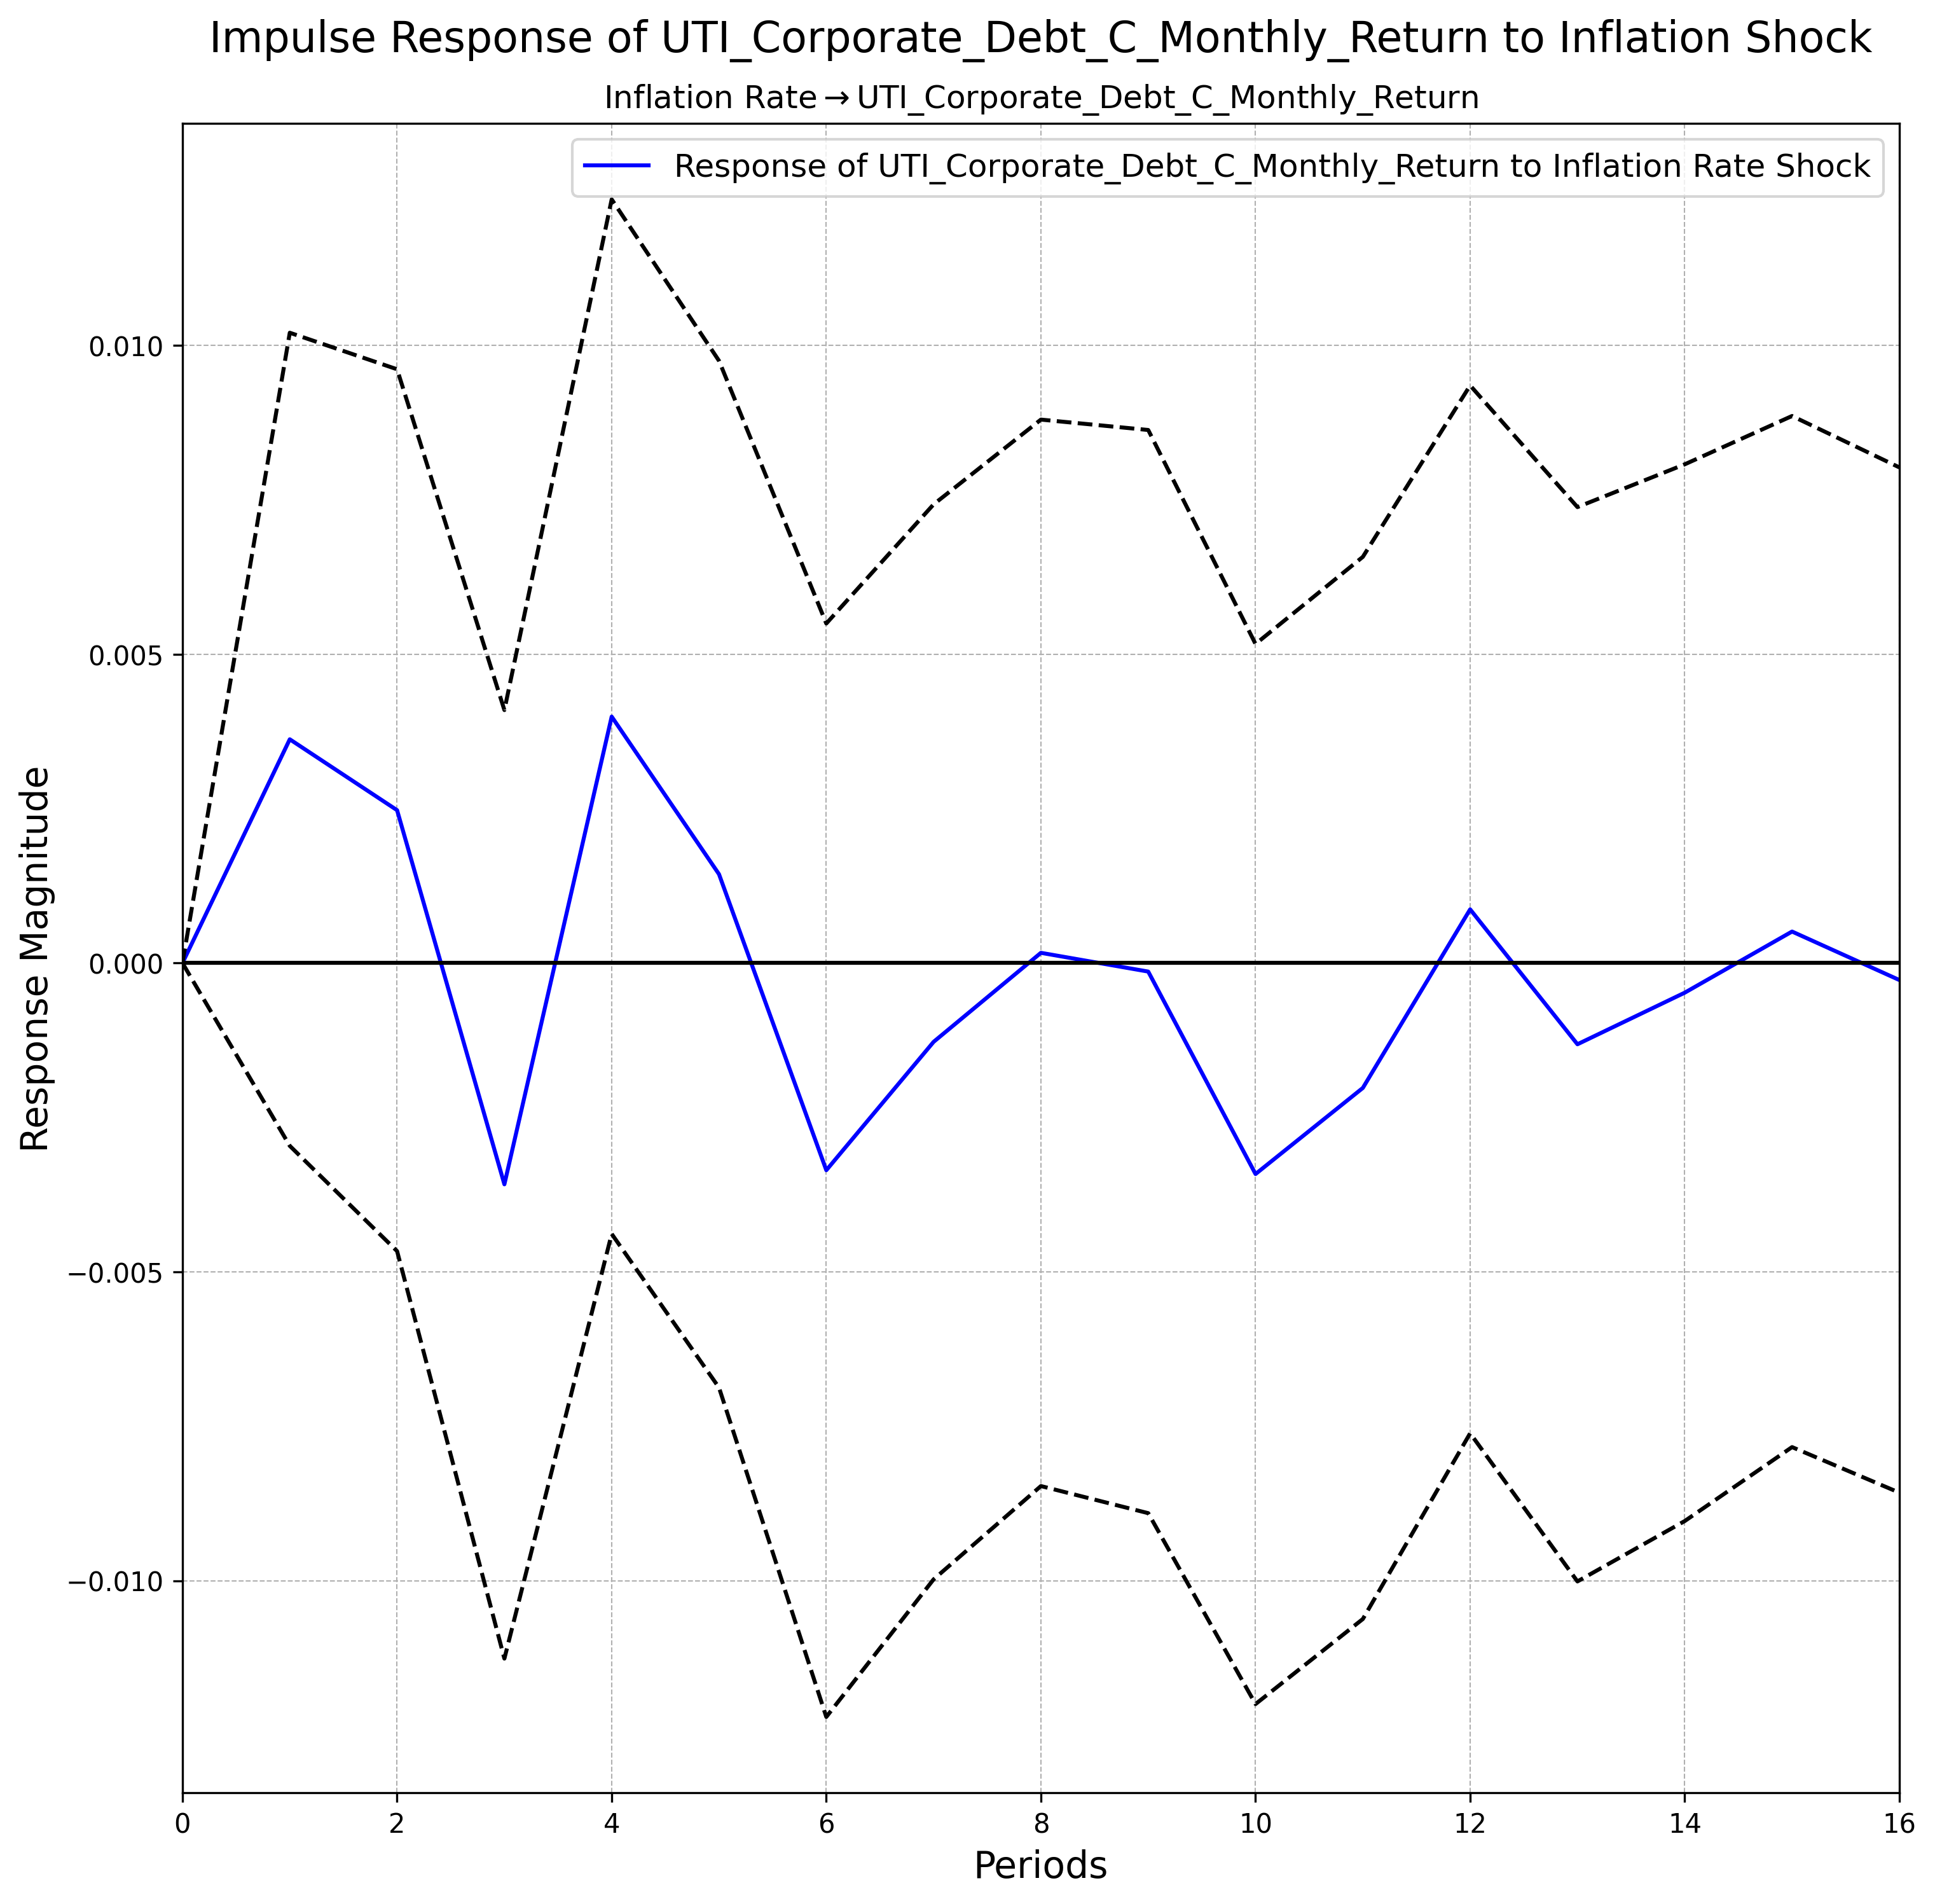 Impulse Response of UTI_Corporate_Debt_C_Monthly_Return to Inflation Shock
Inflation Rate→UTI_Corporate_Debt_C_Monthly_Return
Response of UTI_Corporate_Debt_C_Monthly_Return to Inflation Rate Shock
Response Magnitude
0.010
0.005
0.000
−0.005
−0.010
0 2 4 6 8 10 12 14 16
Periods